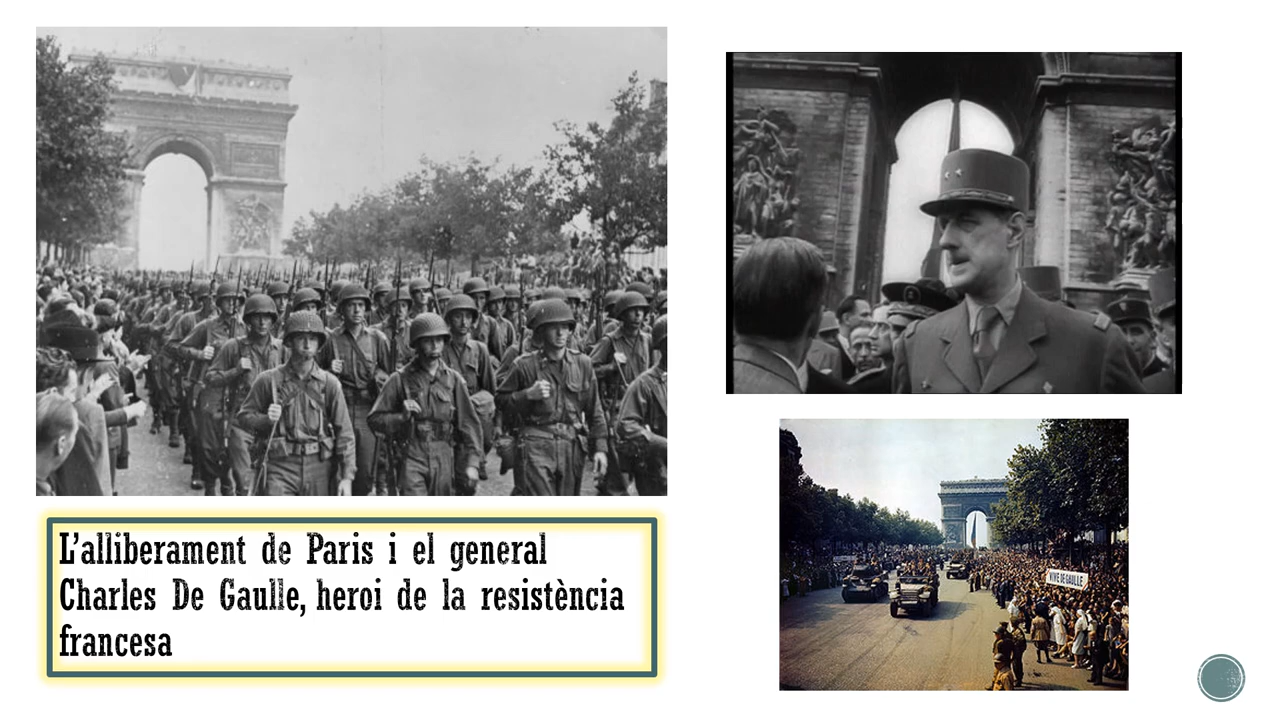 L'alliberament de Paris i el general
Charles De Gaulle, heroi de la resistència
francesa
VIVE DE GAULLE